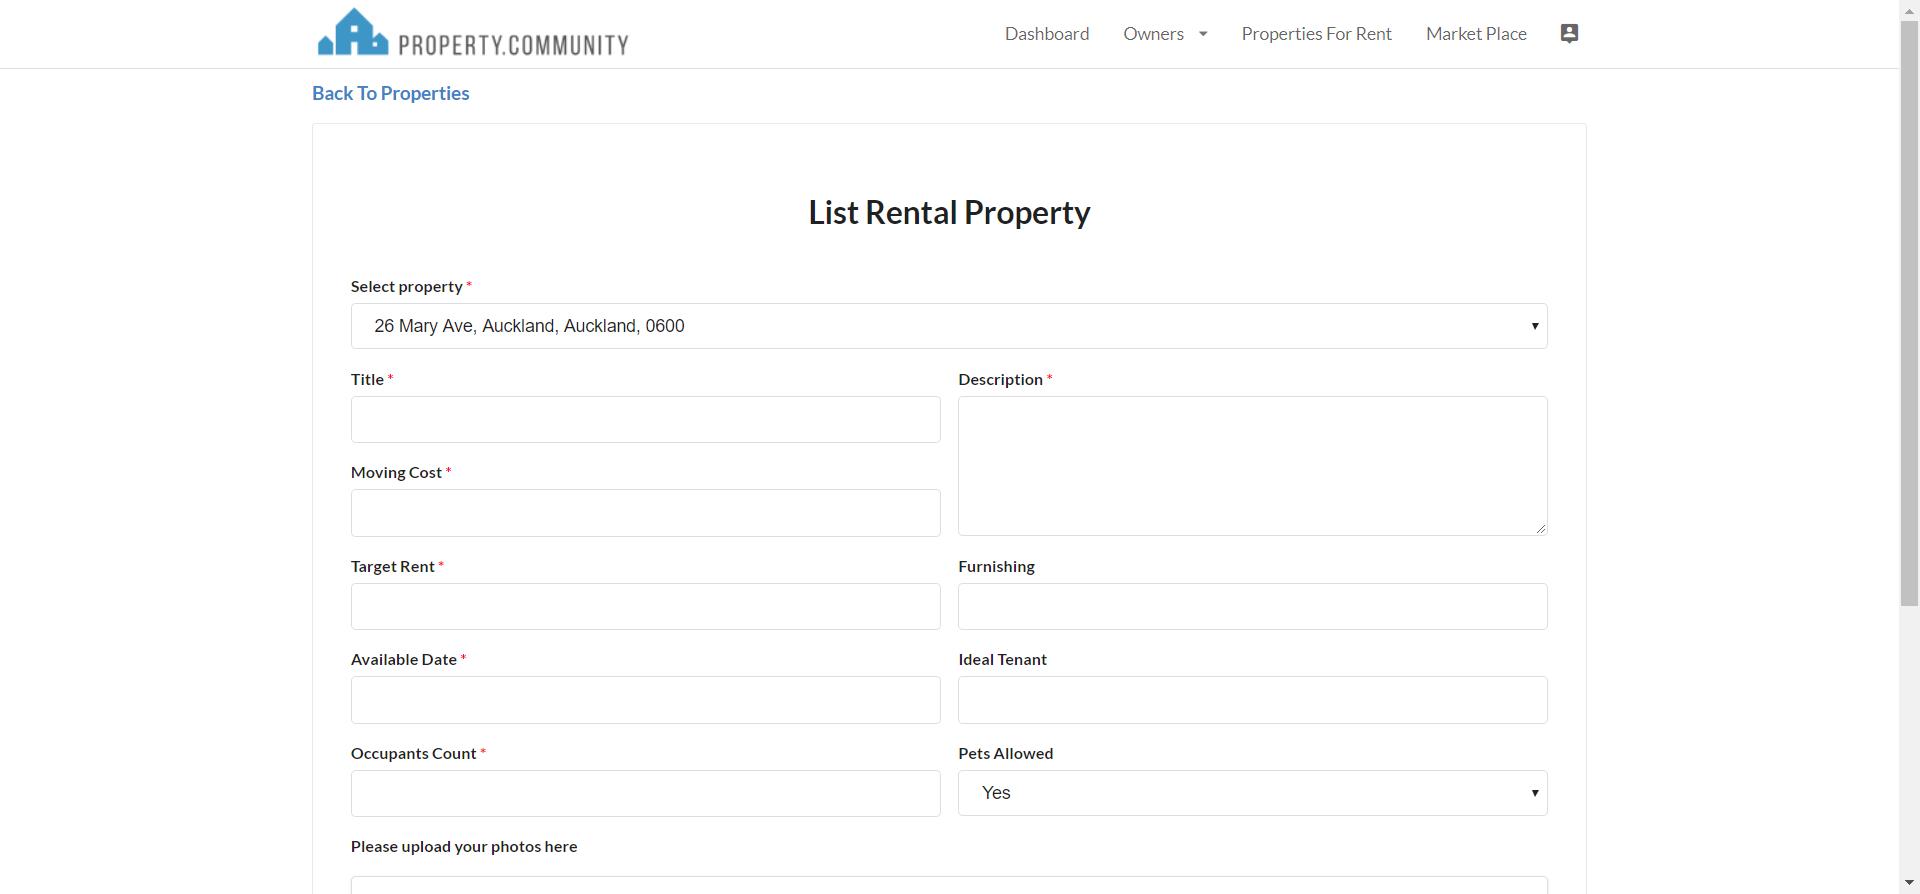 PROPERTY.COMMUNITY
Dashboard Owners Properties For Rent Market Place
Back To Properties
List Rental Property
Select property *
26 Mary Ave, Auckland, Auckland, 0600
Title * Description *
Moving Cost *
Target Rent * Furnishing
Available Date * Ideal Tenant
Occupants Count * Pets Allowed
Yes
Please upload your photos here